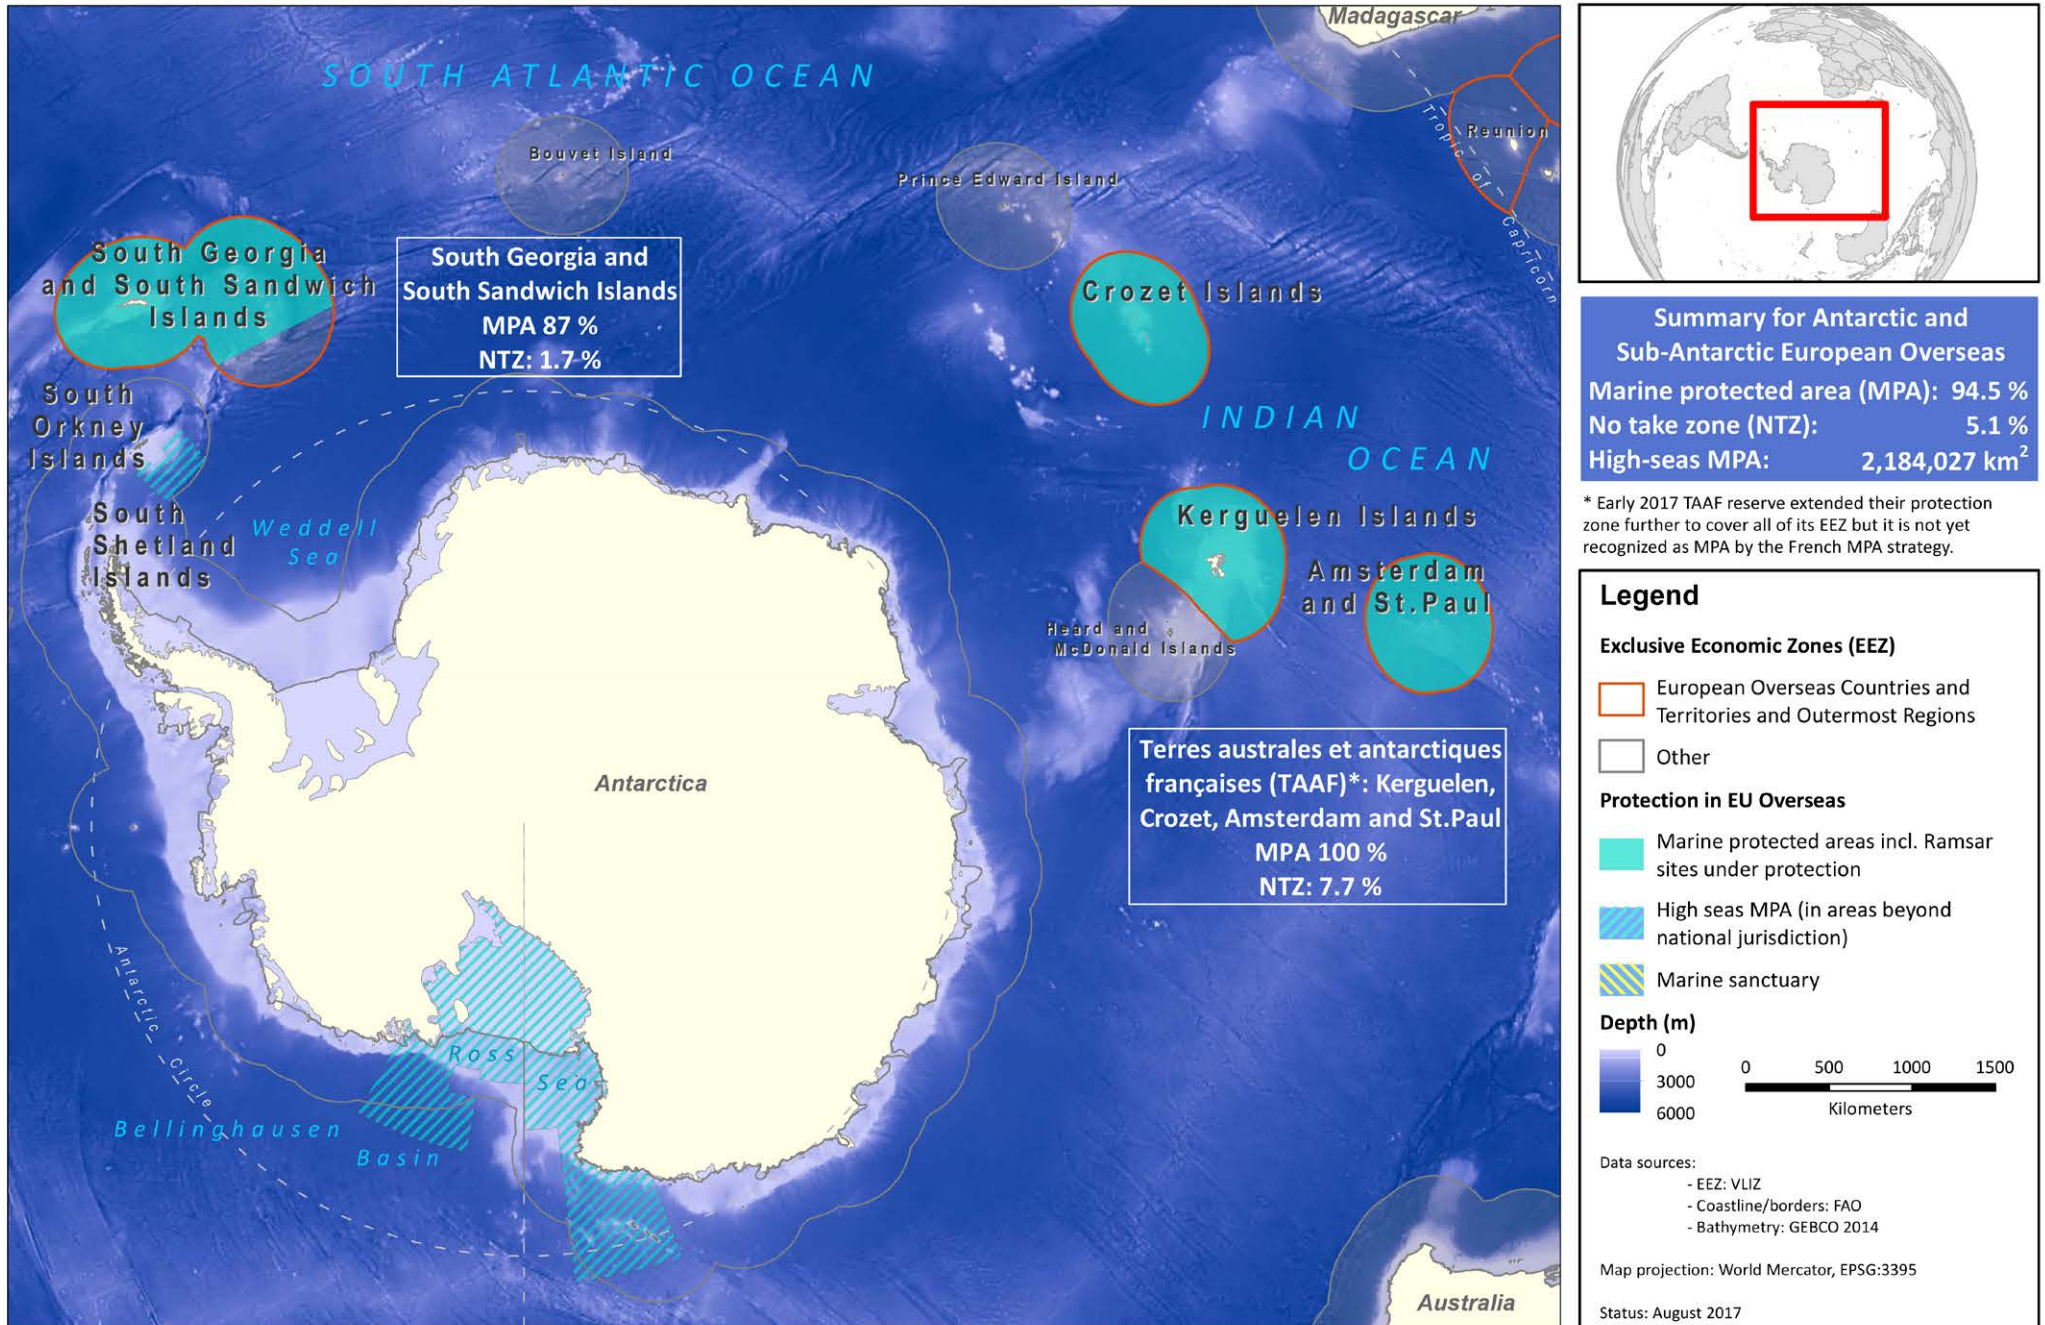 Madagascar
SOUTH ATLANTIC OCEAN
Bouvet Island
Prince Edward Island
Tropic of Capricorn
Reunion
South Georgia
and South Sandwich
Islands
South Georgia and
South Sandwich Islands
MPA 87 %
NTZ: 1.7 %
Crozet Islands
South
Orkney
Islands
INDIAN
OCEAN
South
Shetland
Islands
Weddell
Sea
Kerguelen Islands
Amsterdam
and St.Paul
Heard and
McDonald Islands
Terres australes et antarctiques
françaises (TAAF)*: Kerguelen,
Crozet, Amsterdam and St.Paul
MPA 100 %
NTZ: 7.7 %
Antarctica
Antarctic Circle
Ross
Sea
Bellinghausen
Basin
Australia
Summary for Antarctic and
Sub-Antarctic European Overseas
Marine protected area (MPA): 94.5 %
No take zone (NTZ): 5.1 %
High-seas MPA: 2,184,027 km²
* Early 2017 TAAF reserve extended their protection
zone further to cover all of its EEZ but it is not yet
recognized as MPA by the French MPA strategy.
Legend
Exclusive Economic Zones (EEZ)
European Overseas Countries and
Territories and Outermost Regions
Other
Protection in EU Overseas
Marine protected areas incl. Ramsar
sites under protection
High seas MPA (in areas beyond
national jurisdiction)
Marine sanctuary
Depth (m)
0
3000
6000
0 500 1000 1500
Kilometers
Data sources:
- EEZ: VLIZ
- Coastline/borders: FAO
- Bathymetry: GEBCO 2014
Map projection: World Mercator, EPSG:3395
Status: August 2017